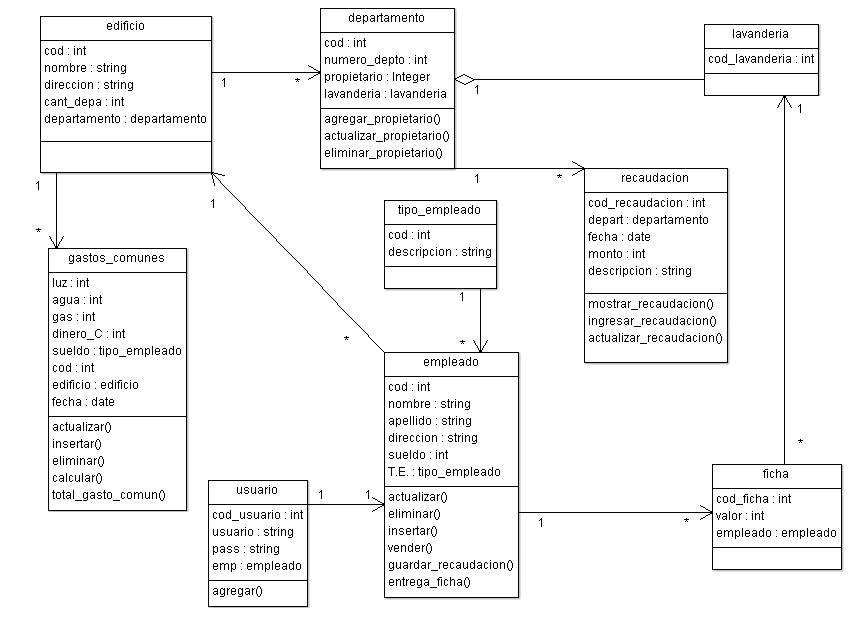 edificio
cod : int
nombre : string
direccion : string
cant_depa : int
departamento : departamento
departamento
cod : int
numero_depto : int
propietario : Integer
lavanderia : lavanderia
agregar_propietario()
actualizar_propietario()
eliminar_propietario()
lavanderia
cod_lavanderia : int
1
*
1
1
1
*
1
*
1
*
recaudacion
cod_recaudacion : int
depart : departamento
fecha : date
monto : int
descripcion : string
mostrar_recaudacion()
ingresar_recaudacion()
actualizar_recaudacion()
tipo_empleado
cod : int
descripcion : string
1
*
gastos_comunes
luz : int
agua : int
gas : int
dinero_C : int
sueldo : tipo_empleado
cod : int
edificio : edificio
fecha : date
actualizar()
insertar()
eliminar()
calcular()
total_gasto_comun()
empleado
cod : int
nombre : string
apellido : string
direccion : string
sueldo : int
T.E. : tipo_empleado
actualizar()
eliminar()
insertar()
vender()
guardar_recaudacion()
entrega_ficha()
usuario
cod_usuario : int
usuario : string
pass : string
emp : empleado
agregar()
1
1
1
*
*
ficha
cod_ficha : int
valor : int
empleado : empleado